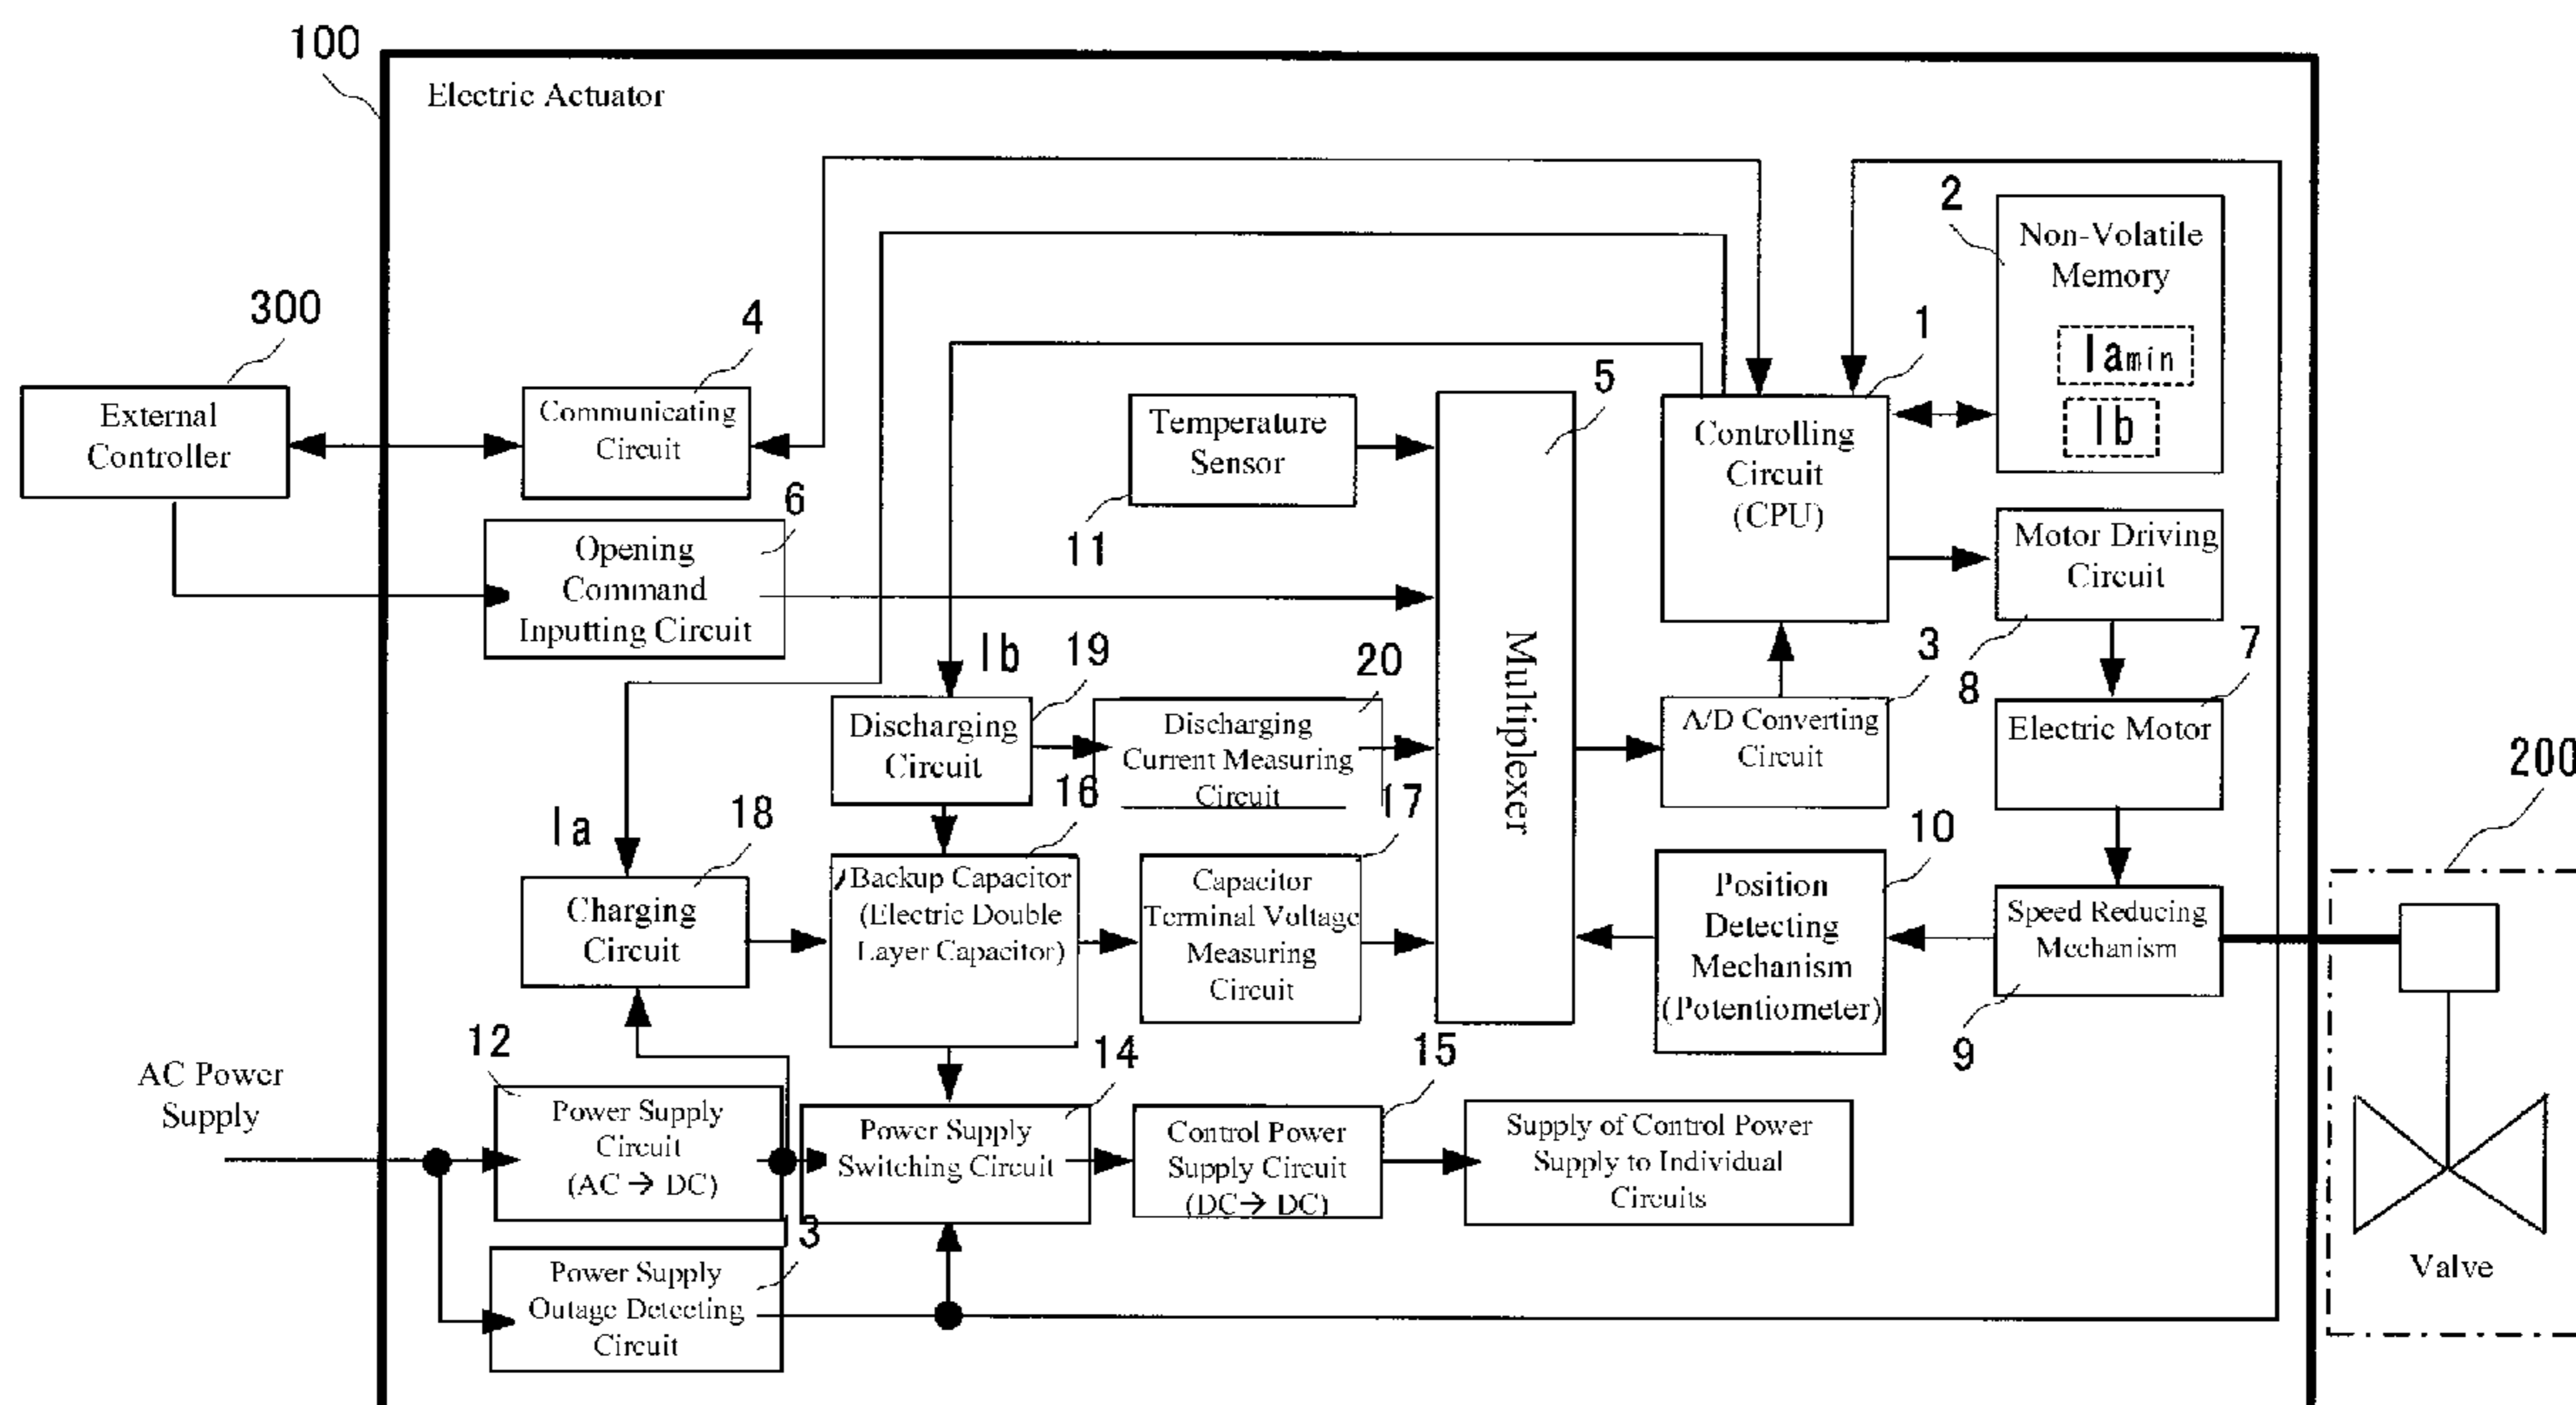 100
Electric Actuator
2
Non-Volatile
Memory
Iamin
Ib
300
External
Controller
4
Communicating
Circuit
6
Opening
Command
Inputting Circuit
Temperature
Sensor
11
5
Multiplexer
1
Controlling
Circuit
(CPU)
Motor Driving
Circuit
8
Ib
19
Discharging
Circuit
20
Discharging
Current Measuring
Circuit
3
A/D Converting
Circuit
7
Electric Motor
200
Ia
18
Charging
Circuit
16
Backup Capacitor
(Electric Double
Layer Capacitor)
17
Capacitor
Terminal Voltage
Measuring
Circuit
10
Position
Detecting
Mechanism
(Potentiometer)
Speed Reducing
Mechanism
9
AC Power
Supply
12
Power Supply
Circuit
(AC → DC)
14
Power Supply
Switching Circuit
15
Control Power
Supply Circuit
(DC → DC)
Supply of Control Power
Supply to Individual
Circuits
13
Power Supply
Outage Detecting
Circuit
Valve